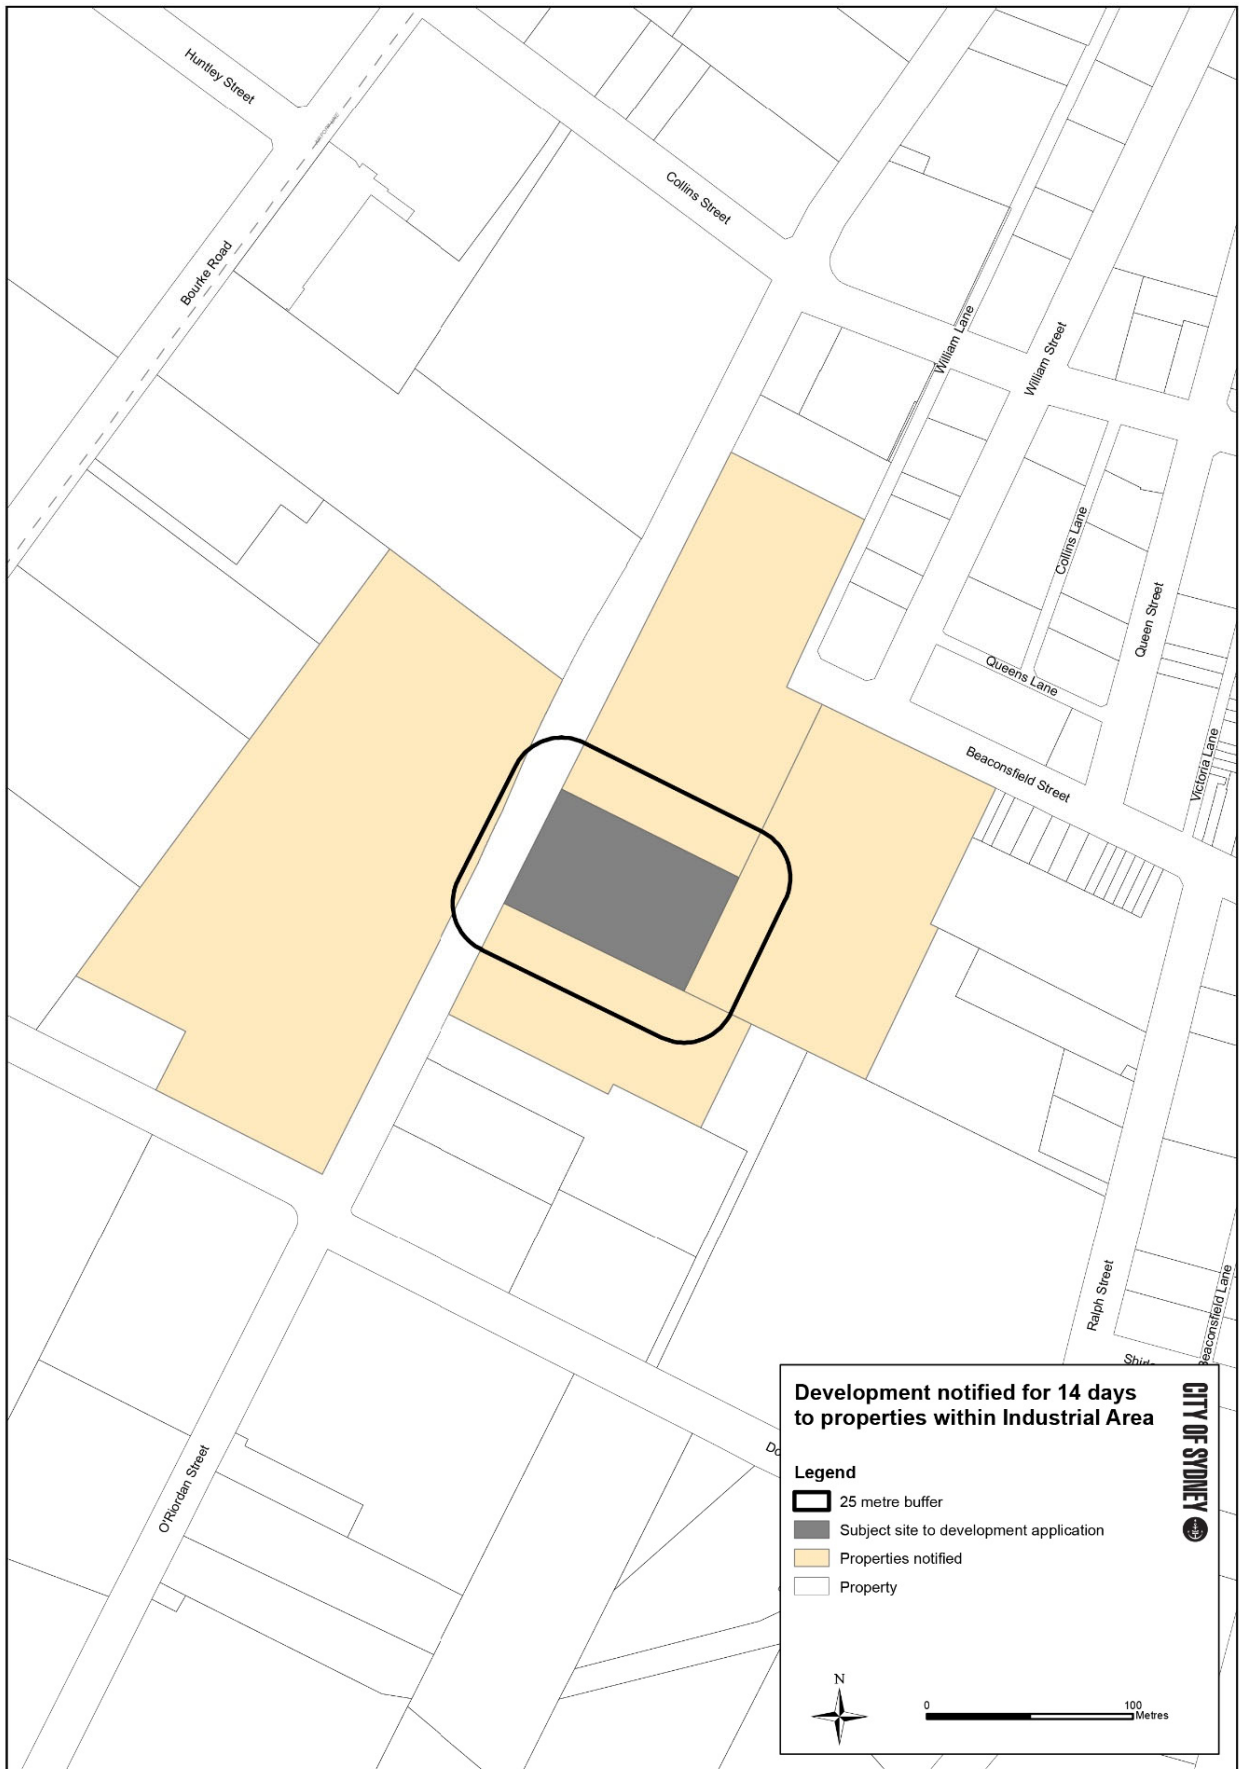 Huntley Street
Bourke Road
Collins Street
William Lane
William Street
Collins Lane
Queen Street
Queens Lane
Beaconsfield Street
Victoria Lane
Ralph Street
Beaconsfield Lane
O'Riordan Street
Development notified for 14 days
to properties within Industrial Area
CITY OF SYDNEY
Legend
25 metre buffer
Subject site to development application
Properties notified
Property
N
0 100
Metres